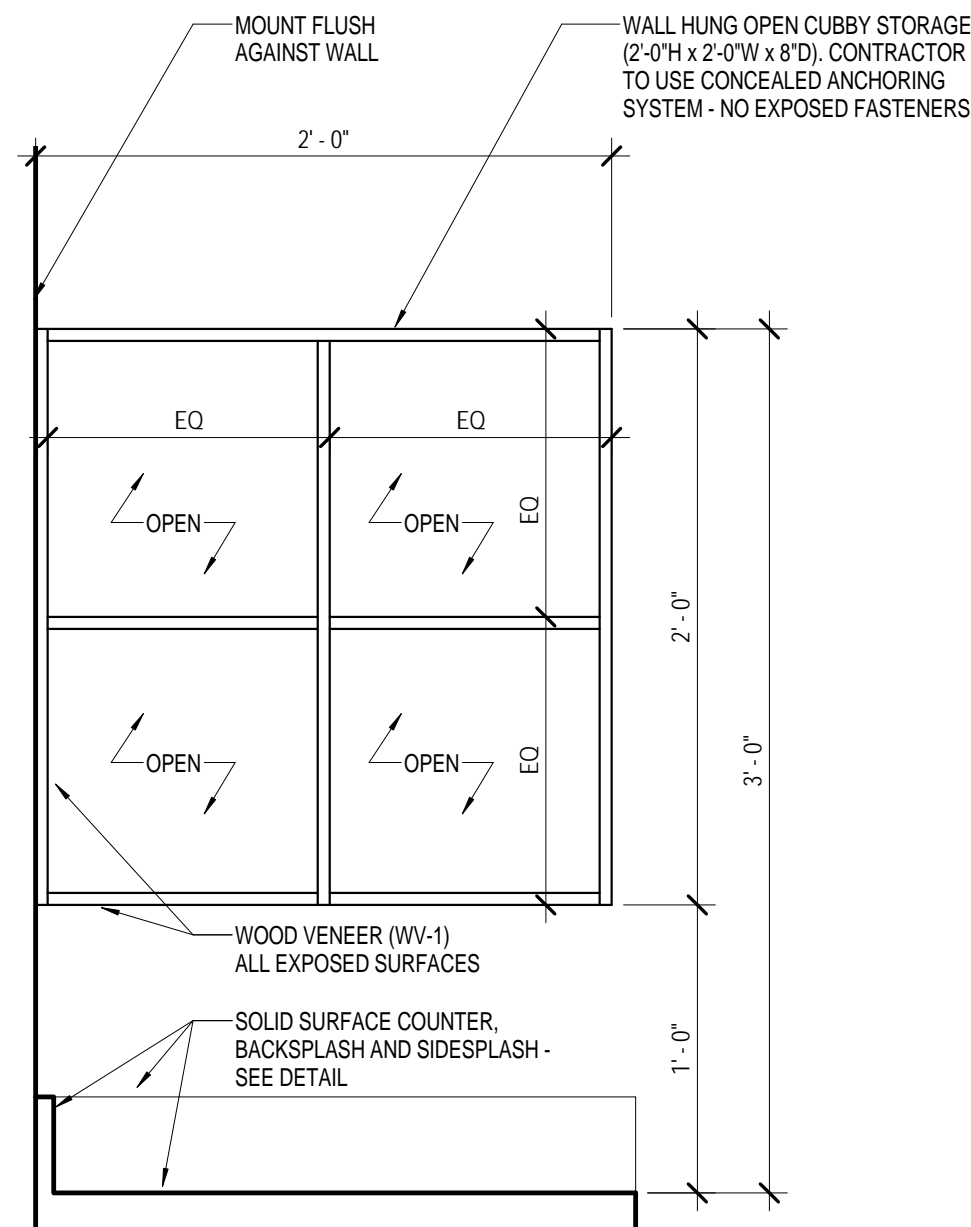 MOUNT FLUSH
AGAINST WALL
WALL HUNG OPEN CUBBY STORAGE
(2'-0"H x 2'-0"W x 8"D). CONTRACTOR
TO USE CONCEALED ANCHORING
SYSTEM - NO EXPOSED FASTENERS
2' - 0"
EQ
EQ
EQ
OPEN
OPEN
2' - 0"
EQ
OPEN
OPEN
3' - 0"
WOOD VENEER (WV-1)
ALL EXPOSED SURFACES
SOLID SURFACE COUNTER,
BACKSPLASH AND SIDESPLASH -
SEE DETAIL
1' - 0"